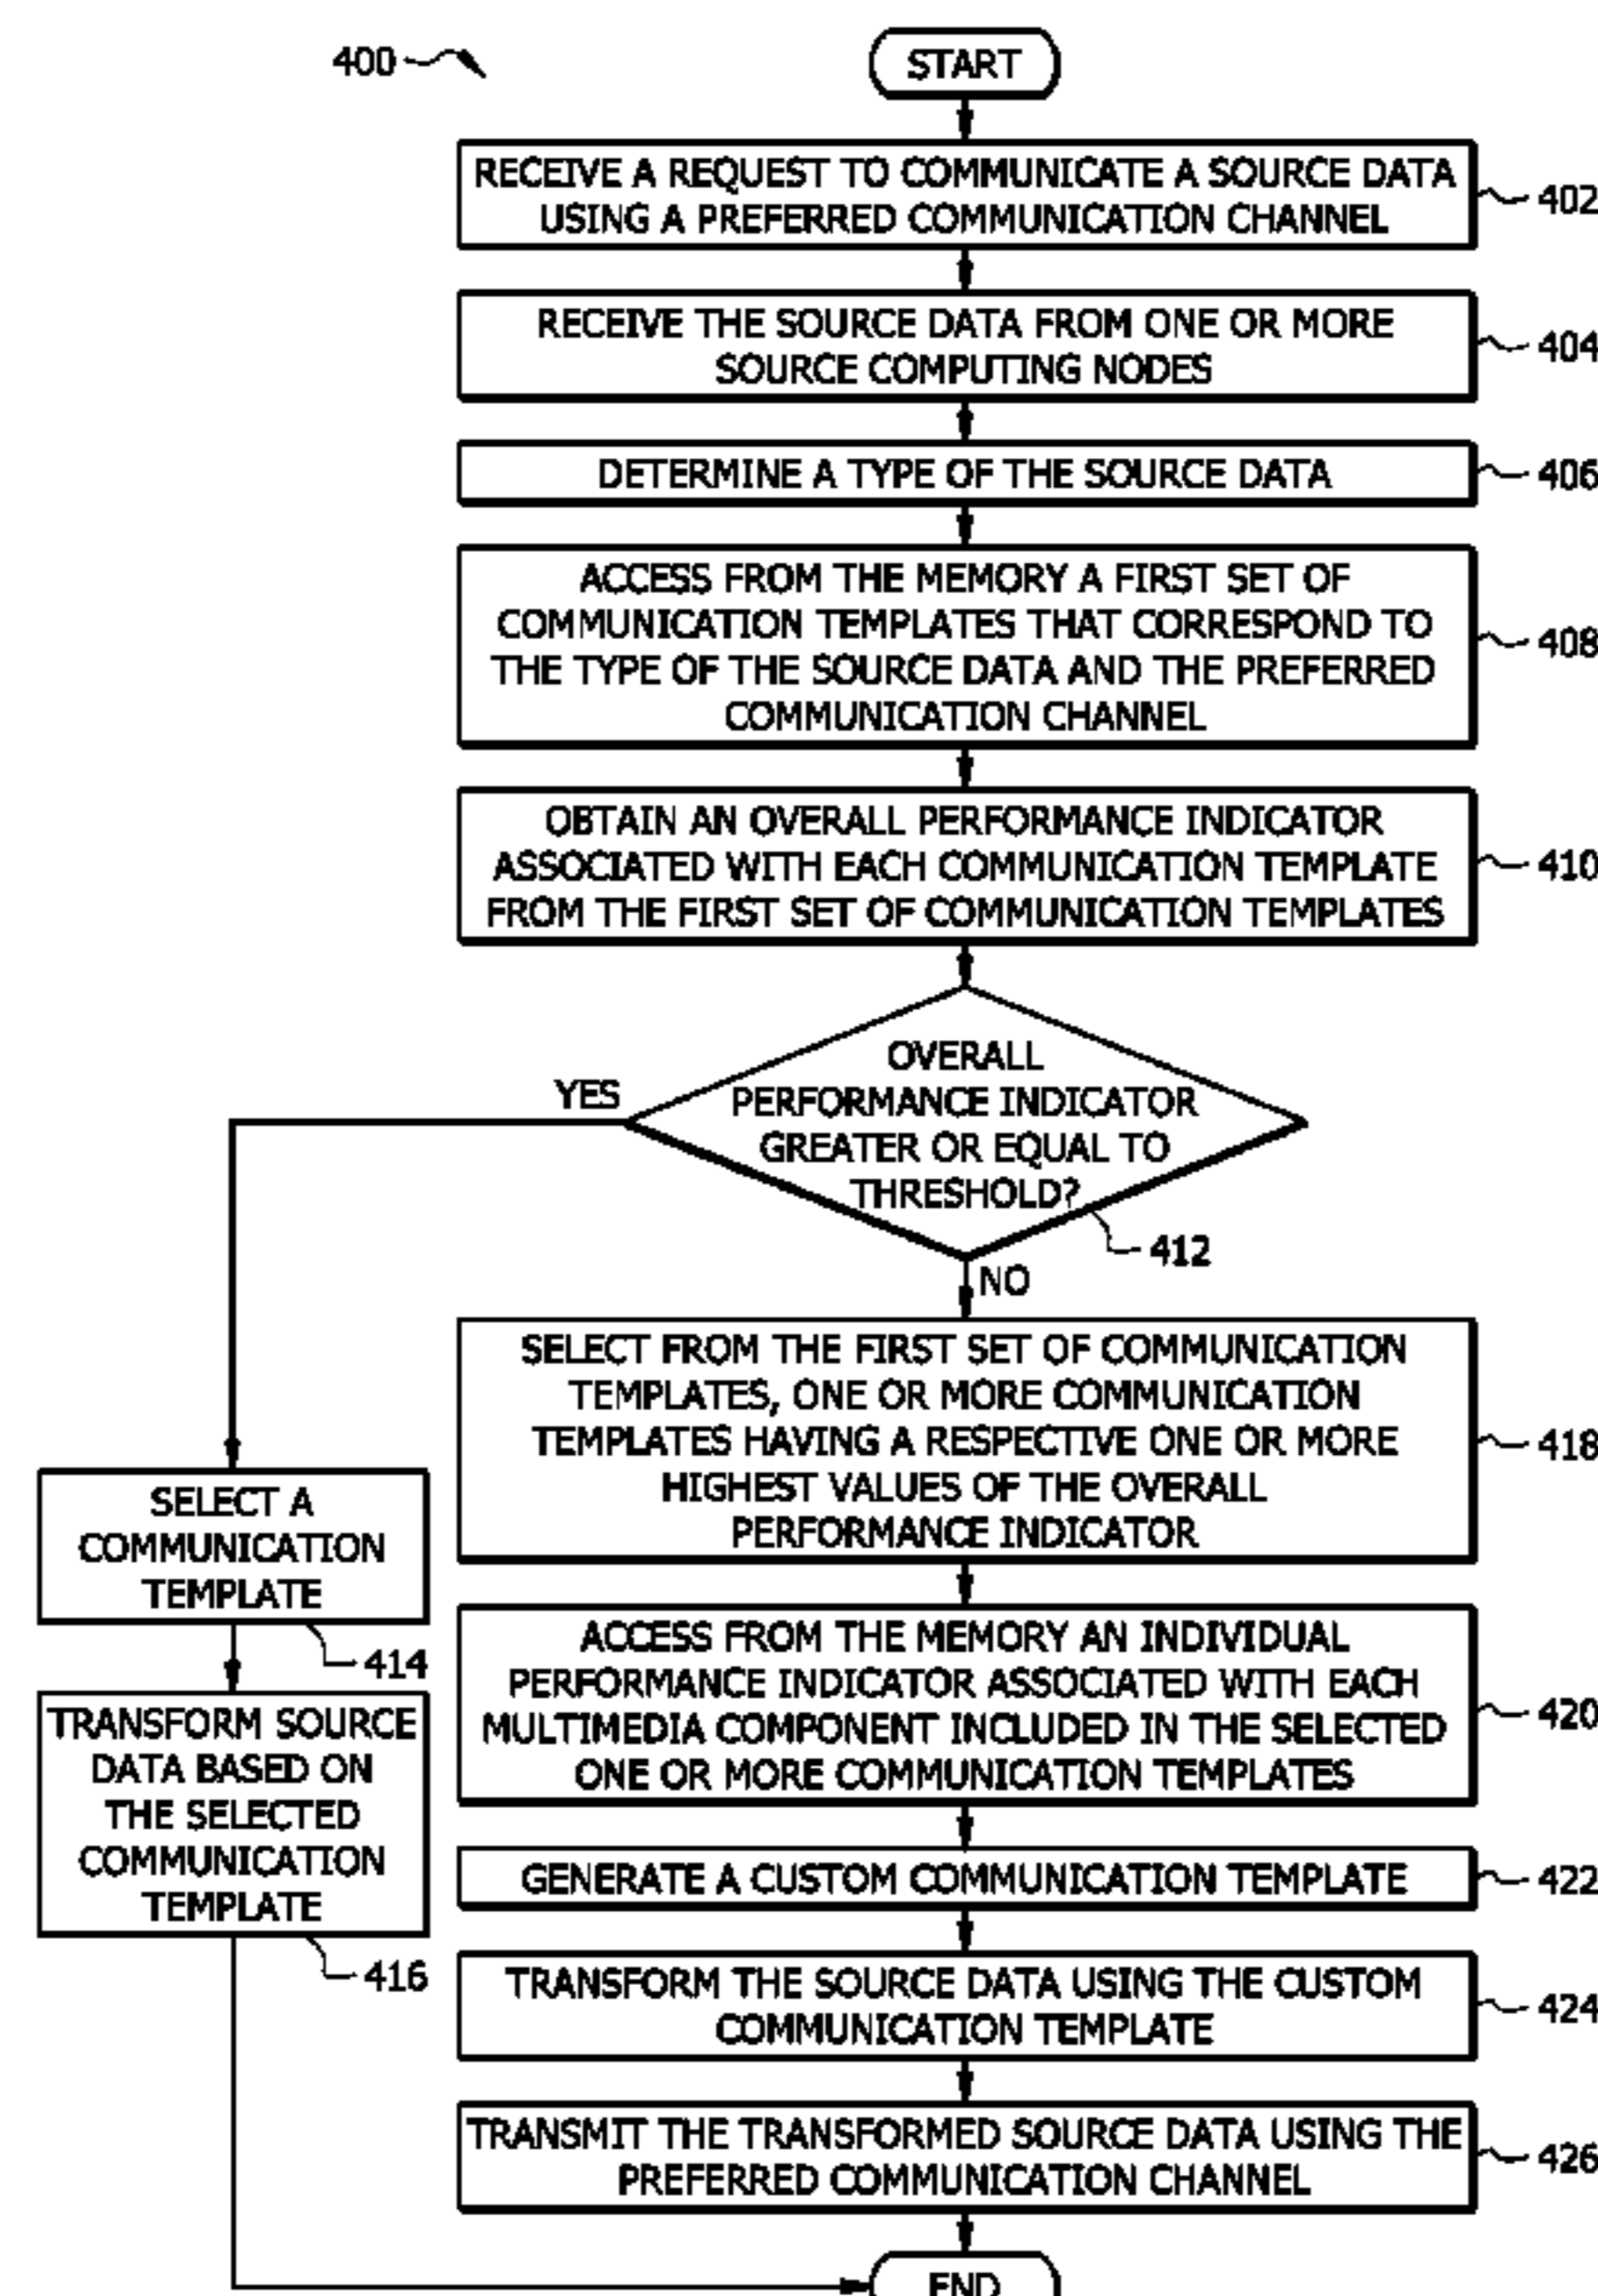 400
START
RECEIVE A REQUEST TO COMMUNICATE A SOURCE DATA
USING A PREFERRED COMMUNICATION CHANNEL
402
RECEIVE THE SOURCE DATA FROM ONE OR MORE
SOURCE COMPUTING NODES
404
DETERMINE A TYPE OF THE SOURCE DATA
406
ACCESS FROM THE MEMORY A FIRST SET OF
COMMUNICATION TEMPLATES THAT CORRESPOND TO
THE TYPE OF THE SOURCE DATA AND THE PREFERRED
COMMUNICATION CHANNEL
408
OBTAIN AN OVERALL PERFORMANCE INDICATOR
ASSOCIATED WITH EACH COMMUNICATION TEMPLATE
FROM THE FIRST SET OF COMMUNICATION TEMPLATES
410
OVERALL
PERFORMANCE INDICATOR
GREATER OR EQUAL TO
THRESHOLD?
412
YES
NO
SELECT A
COMMUNICATION
TEMPLATE
414
TRANSFORM SOURCE
DATA BASED ON
THE SELECTED
COMMUNICATION
TEMPLATE
416
SELECT FROM THE FIRST SET OF COMMUNICATION
TEMPLATES, ONE OR MORE COMMUNICATION
TEMPLATES HAVING A RESPECTIVE ONE OR MORE
HIGHEST VALUES OF THE OVERALL
PERFORMANCE INDICATOR
418
ACCESS FROM THE MEMORY AN INDIVIDUAL
PERFORMANCE INDICATOR ASSOCIATED WITH EACH
MULTIMEDIA COMPONENT INCLUDED IN THE SELECTED
ONE OR MORE COMMUNICATION TEMPLATES
420
GENERATE A CUSTOM COMMUNICATION TEMPLATE
422
TRANSFORM THE SOURCE DATA USING THE CUSTOM
COMMUNICATION TEMPLATE
424
TRANSMIT THE TRANSFORMED SOURCE DATA USING THE
PREFERRED COMMUNICATION CHANNEL
426
END